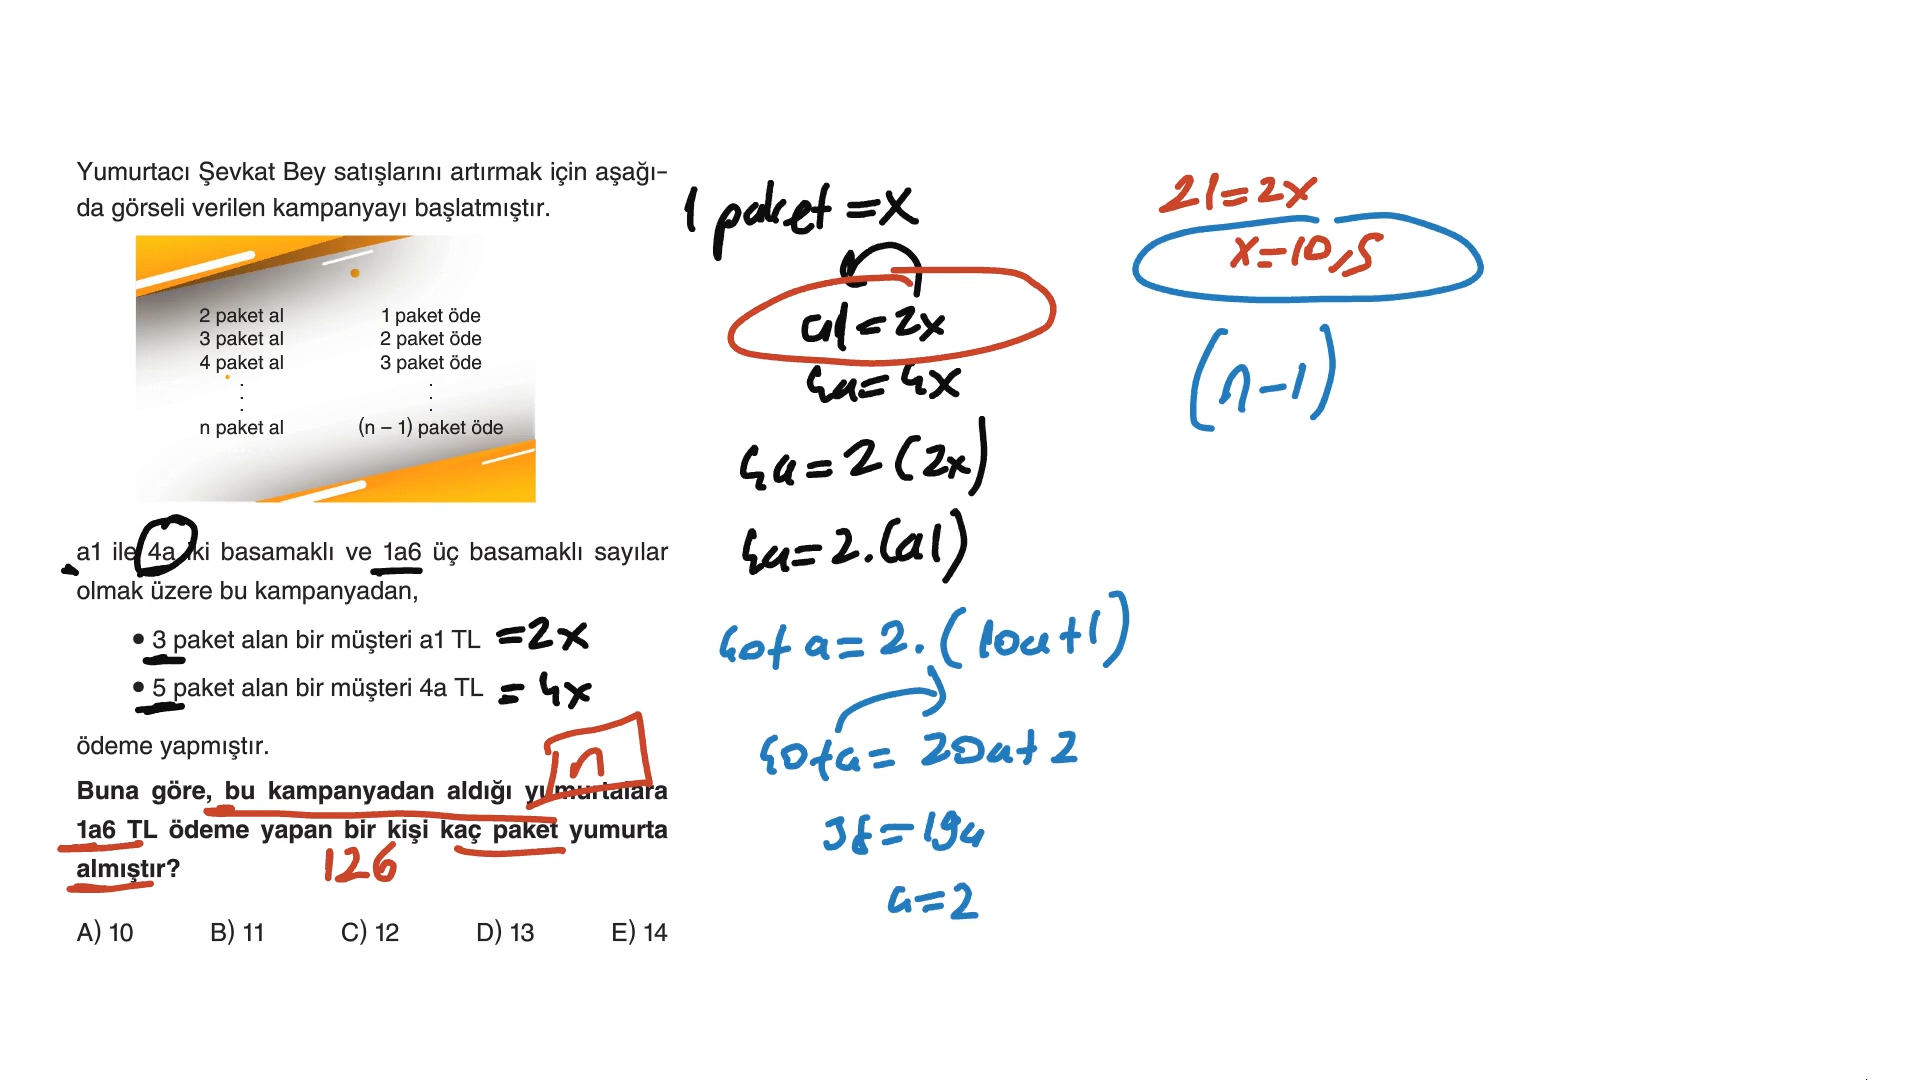 Yumurtacı Şevkat Bey satışlarını artırmak için aşağı-
da görseli verilen kampanyayı başlatmıştır.
2 paket al 1 paket öde
3 paket al 2 paket öde
4 paket al 3 paket öde
n paket al (n – 1) paket öde
a1 ile 4a iki basamaklı ve 1a6 üç basamaklı sayılar
olmak üzere bu kampanyadan,
• 3 paket alan bir müşteri a1 TL = 2x
• 5 paket alan bir müşteri 4a TL = 4x
ödeme yapmıştır.
n
Buna göre, bu kampanyadan aldığı yumurtalara
1a6 TL ödeme yapan bir kişi kaç paket yumurta
almıştır?
126
A) 10 B) 11 C) 12 D) 13 E) 14
1 paket = x
a1 = 2x
4a = 4x
4a = 2 (2x)
4a = 2.(a1)
40+a = 2.(10a+1)
40+a = 20a+2
38 = 19a
a = 2
21 = 2x
x = 10,5
(n-1)